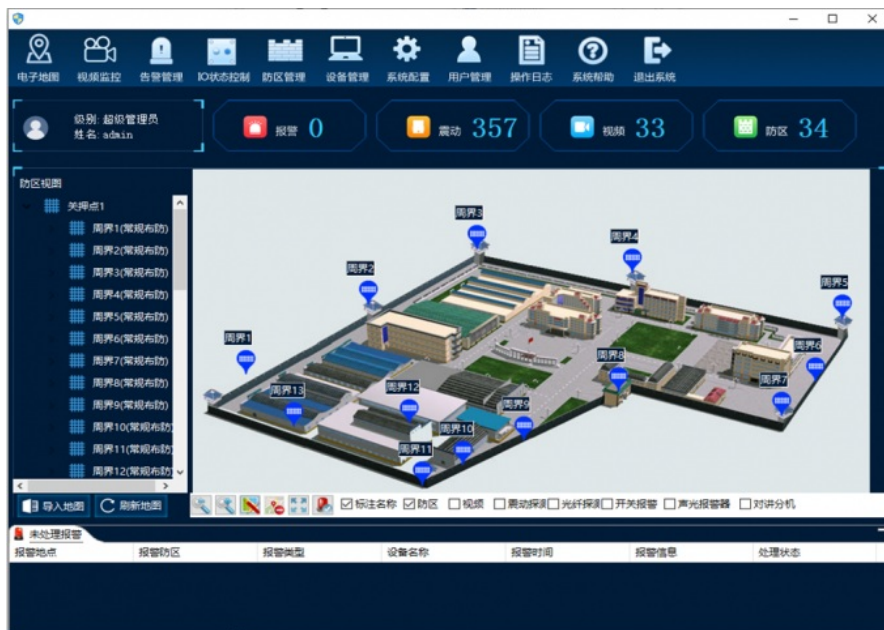 电子地图 视频监控 告警管理 IO状态控制 防区管理 设备管理 系统配置 用户管理 操作日志 系统帮助 退出系统
级别: 超级管理员
姓名: admin
报警 0
震动 357
视频 33
防区 34
防区视图
关押点1
周界1(常规布防)
周界2(常规布防)
周界3(常规布防)
周界4(常规布防)
周界5(常规布防)
周界6(常规布防)
周界7(常规布防)
周界8(常规布防)
周界9(常规布防)
周界10(常规布防
周界11(常规布防)
周界12(常规布防
周界3
周界4
周界2
周界5
周界1
周界6
周界8
周界7
周界12
周界13
周界9
周界10
周界11
导入地图 刷新地图
标注名称 防区 视频 震动探测 光纤探测 开关报警 声光报警器 对讲分机
未处理报警
报警地点 报警防区 报警类型 设备名称 报警时间 报警信息 处理状态